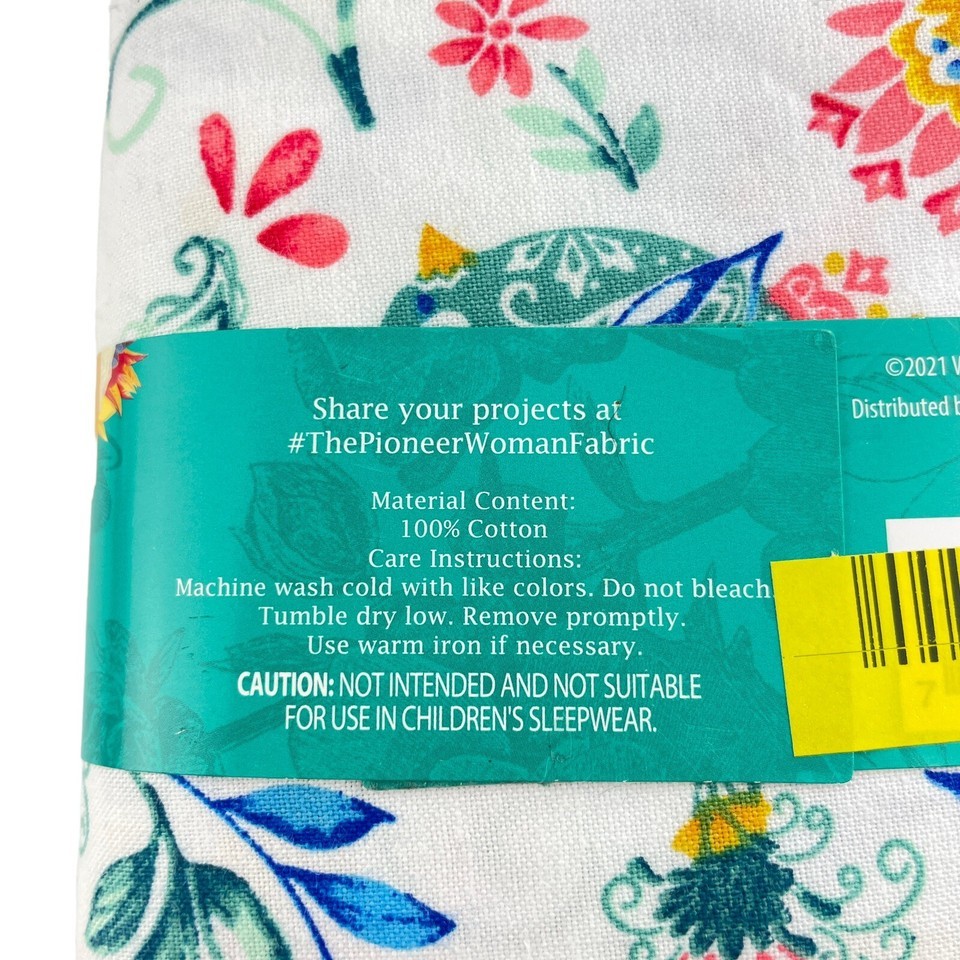 Share your projects at
#ThePioneerWomanFabric
Material Content:
100% Cotton
Care Instructions:
Machine wash cold with like colors. Do not bleach.
Tumble dry low. Remove promptly.
Use warm iron if necessary.
CAUTION: NOT INTENDED AND NOT SUITABLE
FOR USE IN CHILDREN'S SLEEPWEAR.
©2021 W
Distributed b
7